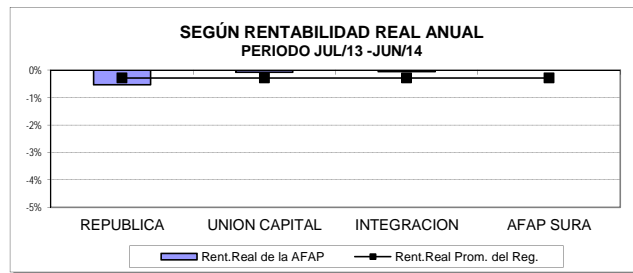 SEGÚN RENTABILIDAD REAL ANUAL
PERIODO JUL/13 -JUN/14
0%
-1%
-2%
-3%
-4%
-5%
REPUBLICA UNION CAPITAL INTEGRACION AFAP SURA
Rent.Real de la AFAP Rent.Real Prom. del Reg.